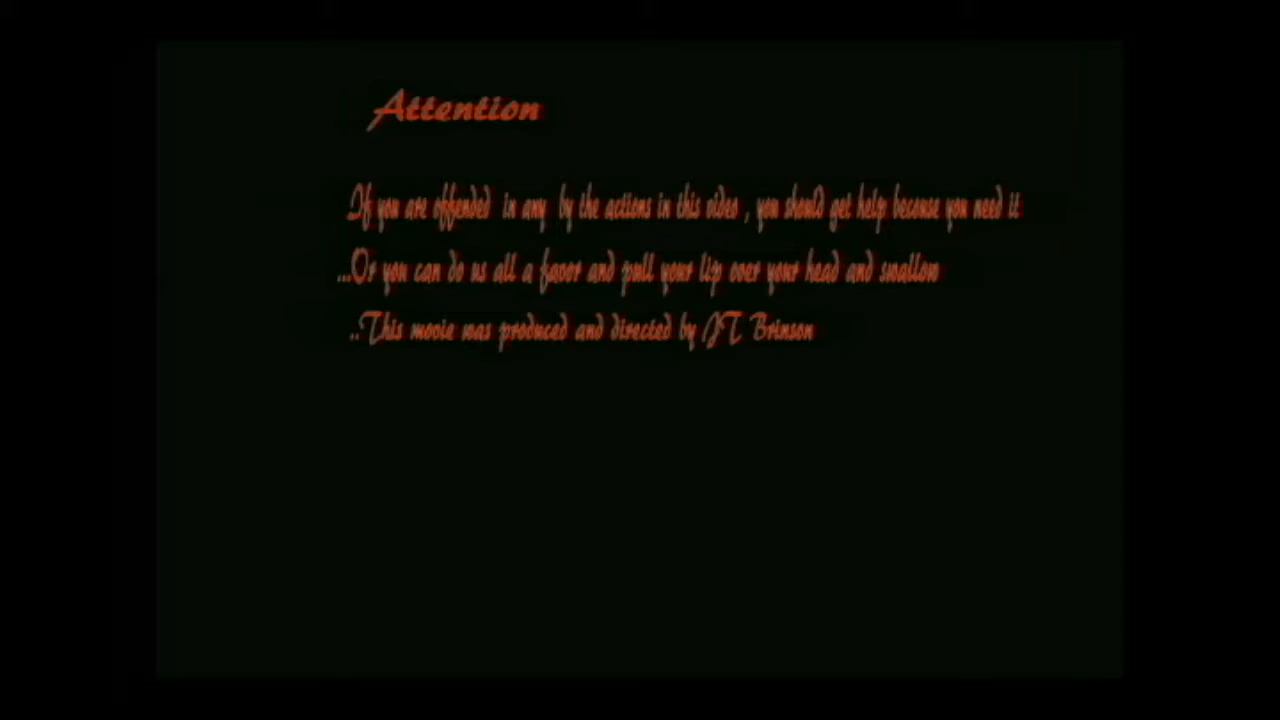 Attention
If you are offended in any by the actions in this video , you should get help because you need it
...Or you can do us all a favor and pull your lip over your head and swallow
..This movie was produced and directed by JT Brinson